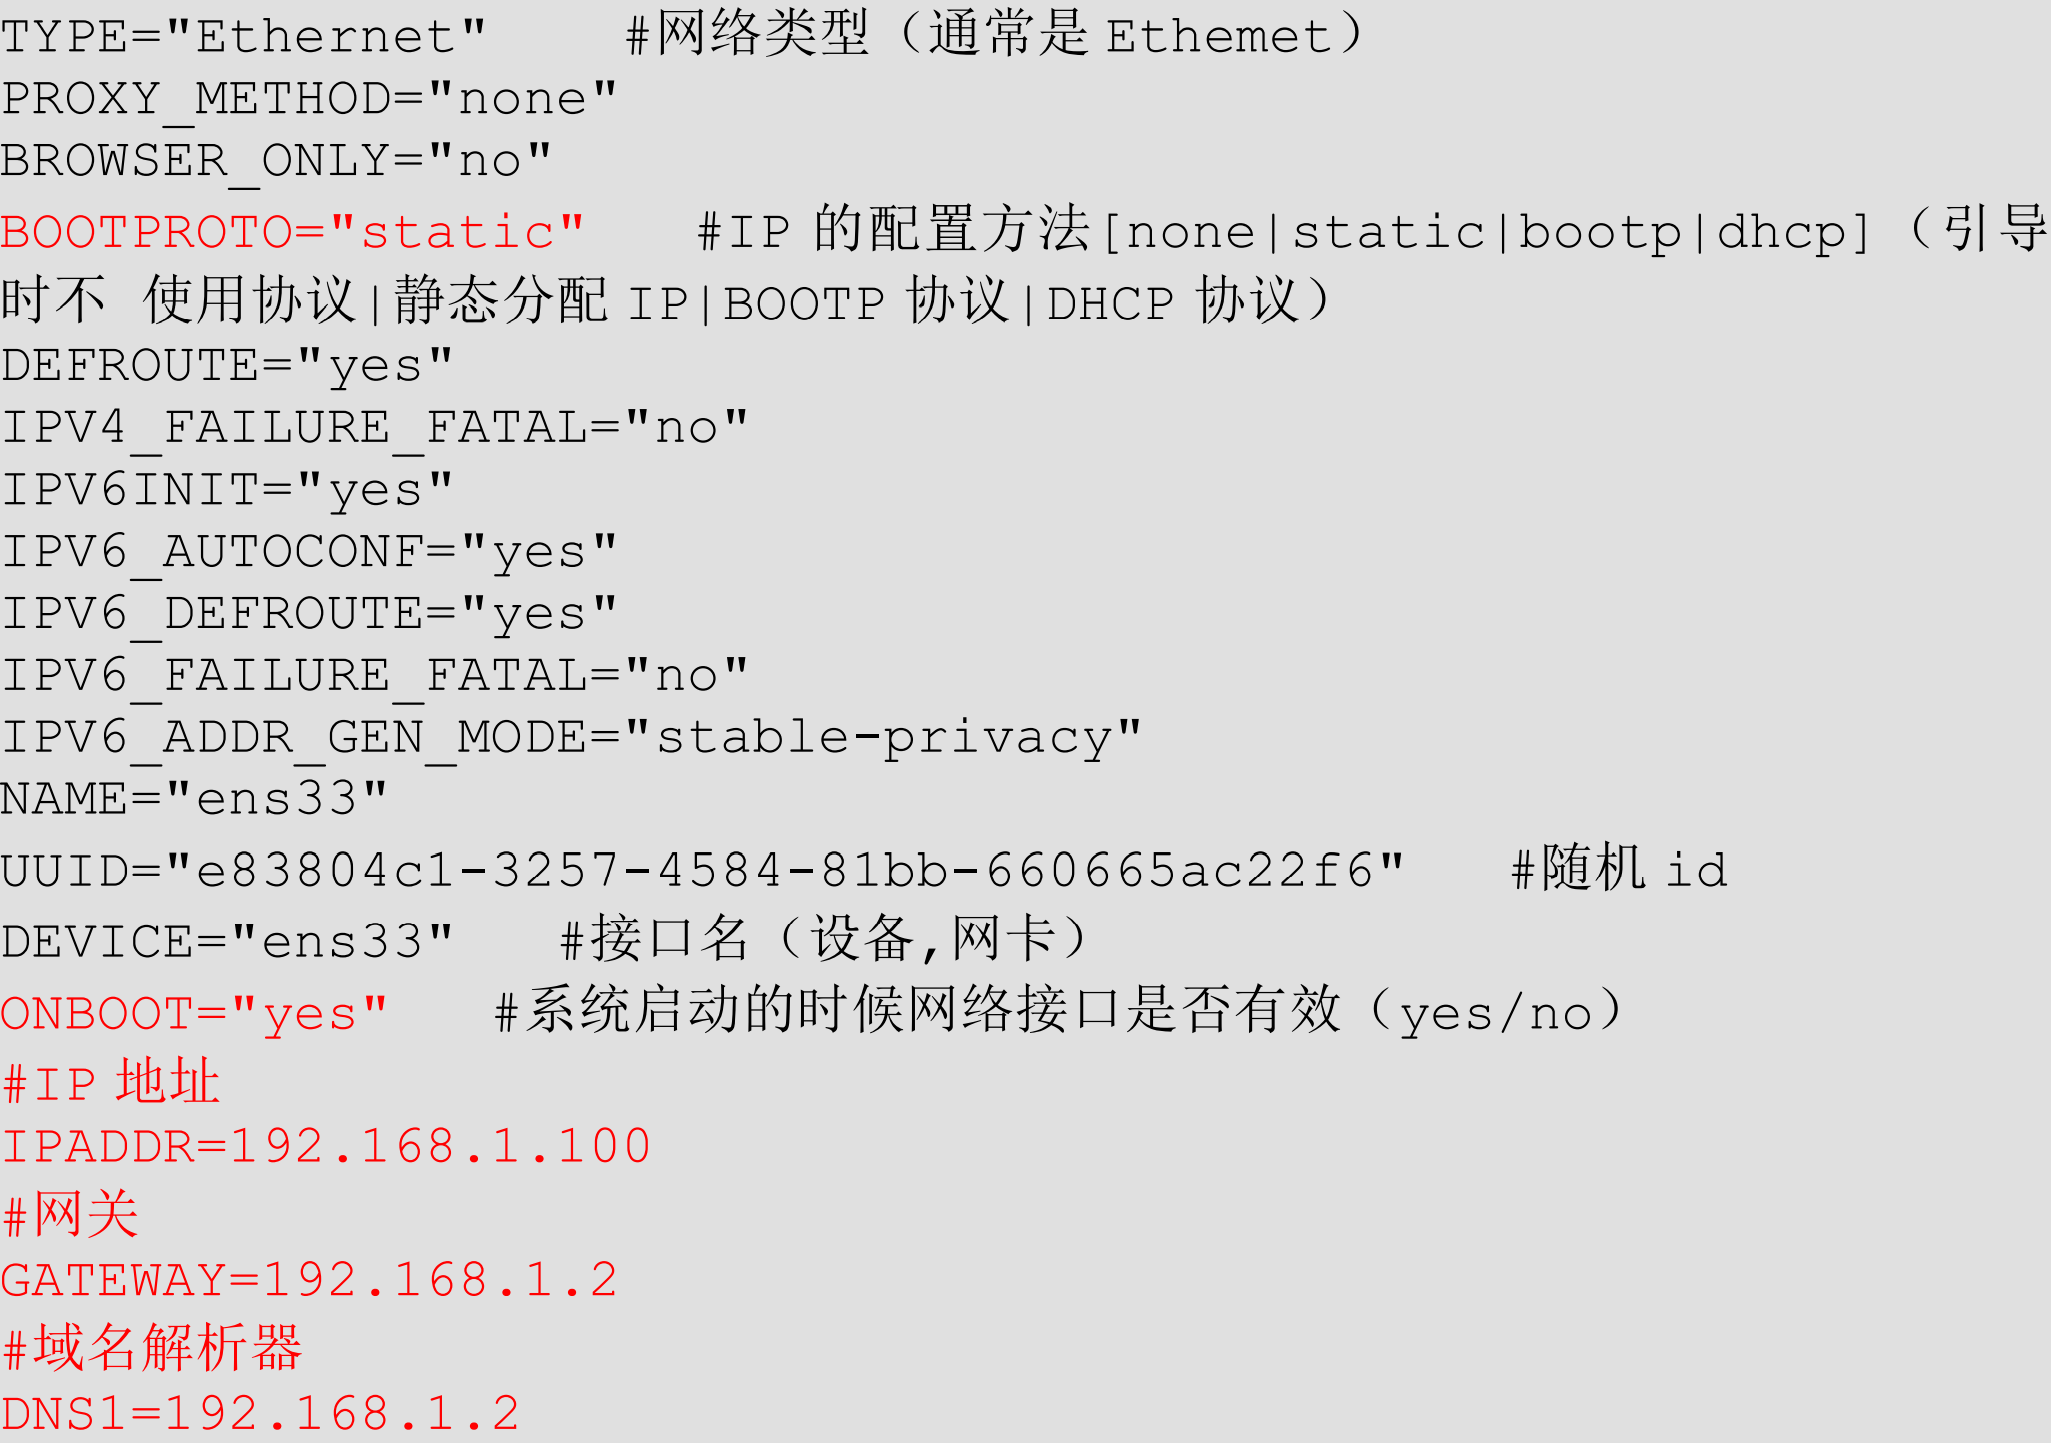 TYPE="Ethernet" #网络类型（通常是 Ethemet）
PROXY_METHOD="none"
BROWSER_ONLY="no"
BOOTPROTO="static" #IP 的配置方法[none|static|bootp|dhcp]（引导
时不 使用协议|静态分配 IP|BOOTP 协议|DHCP 协议）
DEFROUTE="yes"
IPV4_FAILURE_FATAL="no"
IPV6INIT="yes"
IPV6_AUTOCONF="yes"
IPV6_DEFROUTE="yes"
IPV6_FAILURE_FATAL="no"
IPV6_ADDR_GEN_MODE="stable-privacy"
NAME="ens33"
UUID="e83804c1-3257-4584-81bb-660665ac22f6" #随机 id
DEVICE="ens33" #接口名（设备,网卡）
ONBOOT="yes" #系统启动的时候网络接口是否有效（yes/no）
#IP 地址
IPADDR=192.168.1.100
#网关
GATEWAY=192.168.1.2
#域名解析器
DNS1=192.168.1.2